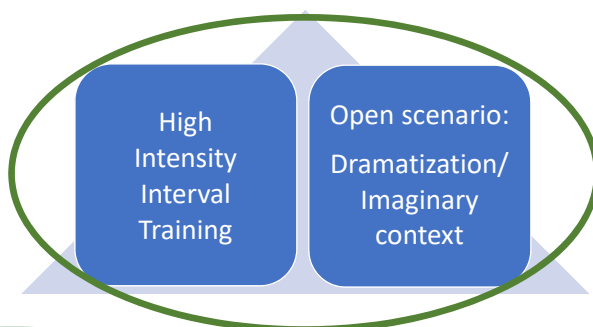 High
Intensity
Interval
Training
Open scenario:
Dramatization/
Imaginary
context